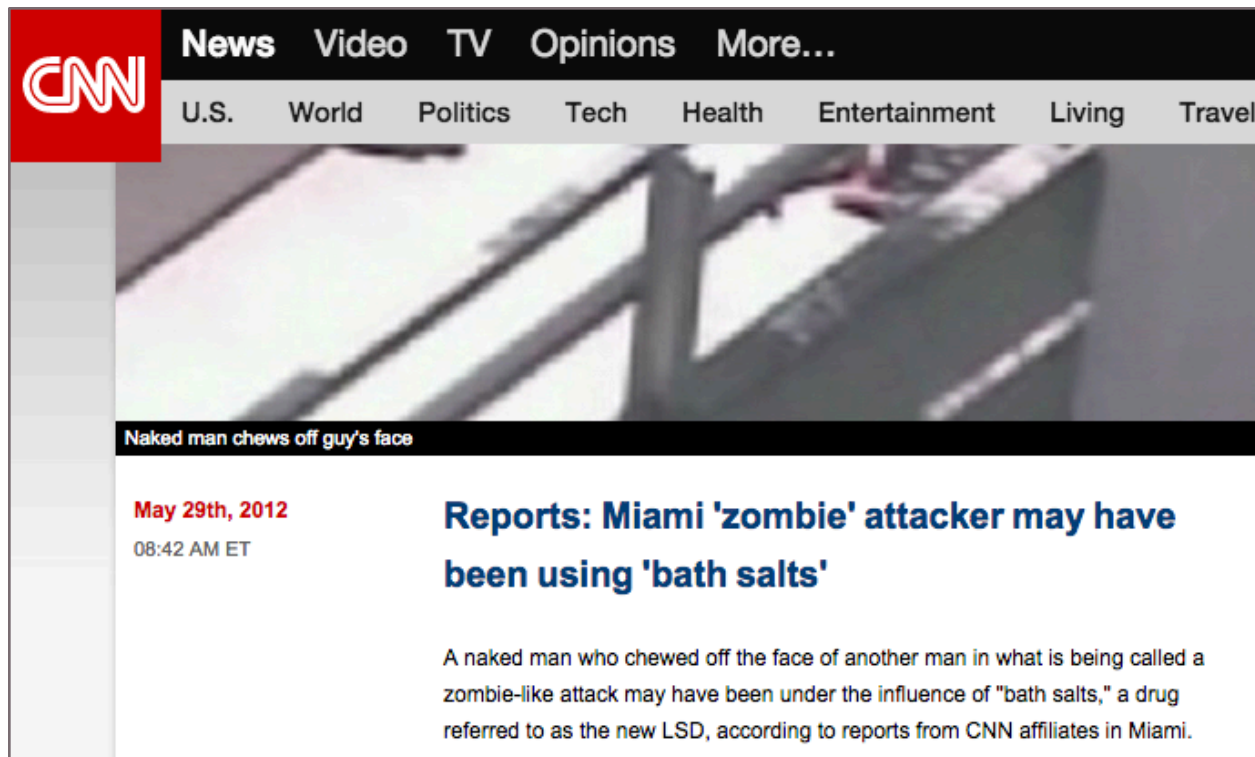 CNN
News Video TV Opinions More...
U.S. World Politics Tech Health Entertainment Living Travel
Naked man chews off guy's face
May 29th, 2012
08:42 AM ET
Reports: Miami 'zombie' attacker may have
been using 'bath salts'
A naked man who chewed off the face of another man in what is being called a
zombie-like attack may have been under the influence of "bath salts," a drug
referred to as the new LSD, according to reports from CNN affiliates in Miami.